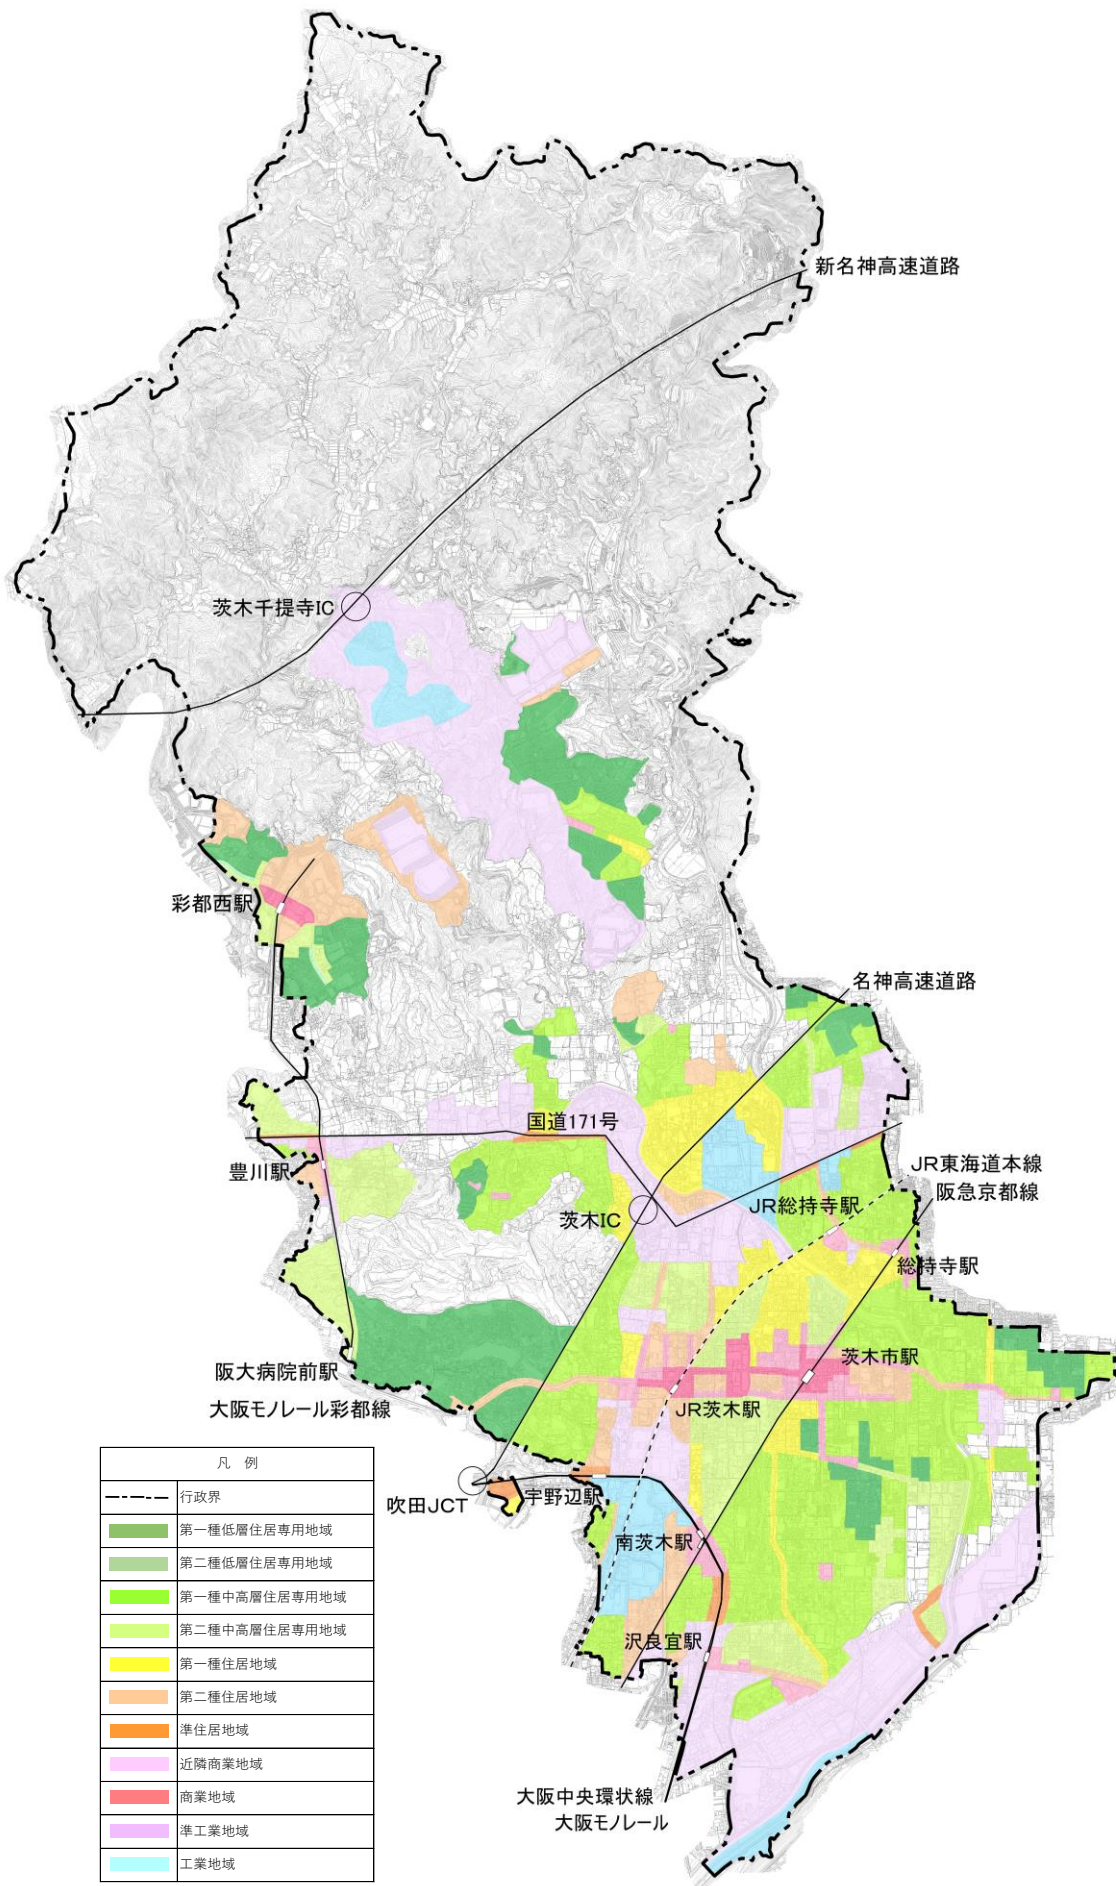 新名神高速道路
茨木千提寺IC
彩都西駅
名神高速道路
国道171号
豊川駅
JR東海道本線
阪急京都線
JR総持寺駅
茨木IC
総持寺駅
茨木市駅
阪大病院前駅
JR茨木駅
大阪モノレール彩都線
吹田JCT
宇野辺駅
南茨木駅
沢良宜駅
大阪中央環状線
大阪モノレール
凡 例
行政界
第一種低層住居専用地域
第二種低層住居専用地域
第一種中高層住居専用地域
第二種中高層住居専用地域
第一種住居地域
第二種住居地域
準住居地域
近隣商業地域
商業地域
準工業地域
工業地域